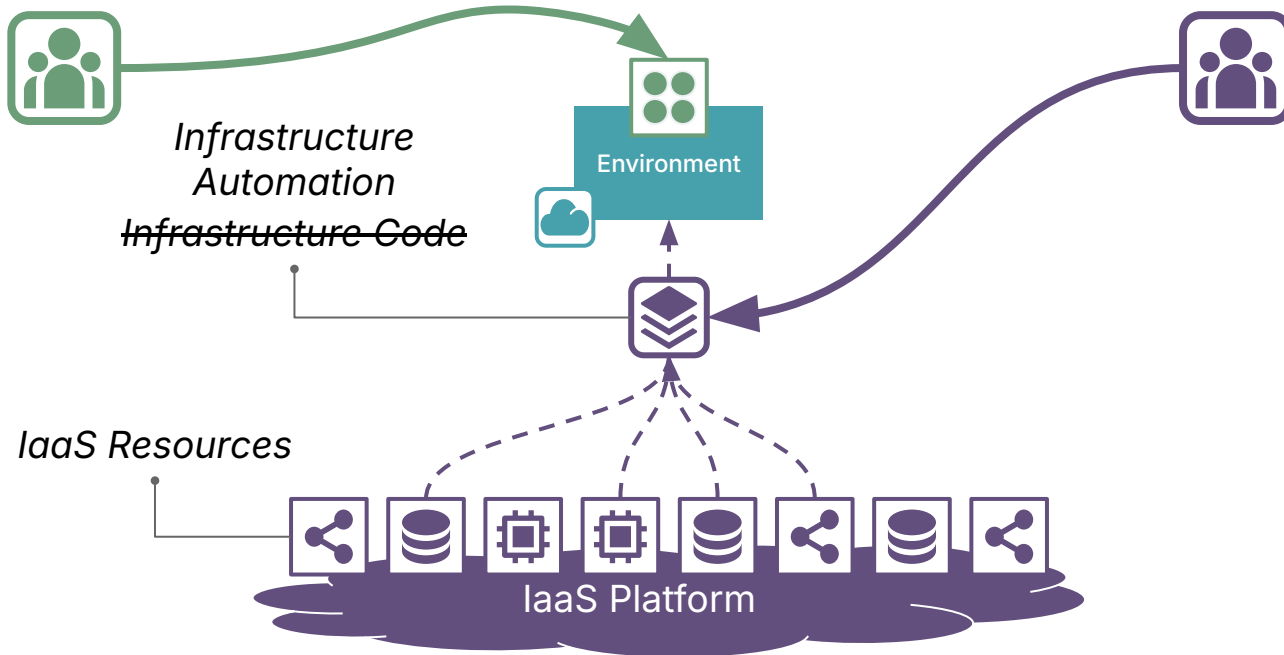 Infrastructure
Automation
Infrastructure Code
Environment
IaaS Resources
IaaS Platform